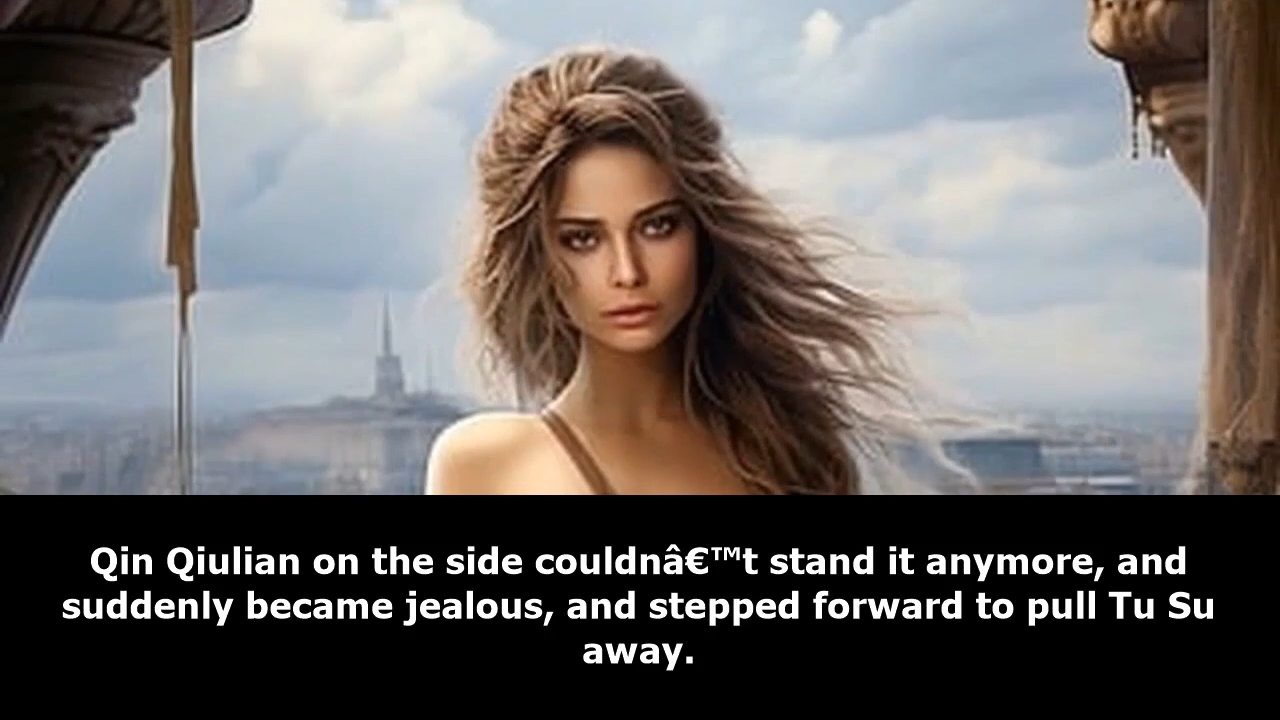 Qin Qiulian on the side couldnâ€™t stand it anymore, and
suddenly became jealous, and stepped forward to pull Tu Su
away.